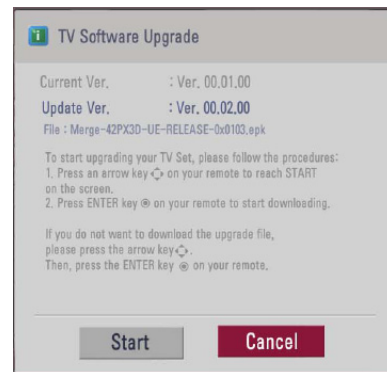 TV Software Upgrade
Current Ver. : Ver. 00.01.00
Update Ver. : Ver. 00.02.00
File : Merge-42PX3D-UE-RELEASE-0x0103.epk
To start upgrading your TV Set, please follow the procedures:
1. Press an arrow key on your remote to reach START
on the screen.
2. Press ENTER key ◉ on your remote to start downloading.
If you do not want to download the upgrade file,
please press the arrow key .
Then, press the ENTER key ◉ on your remote.
Start Cancel